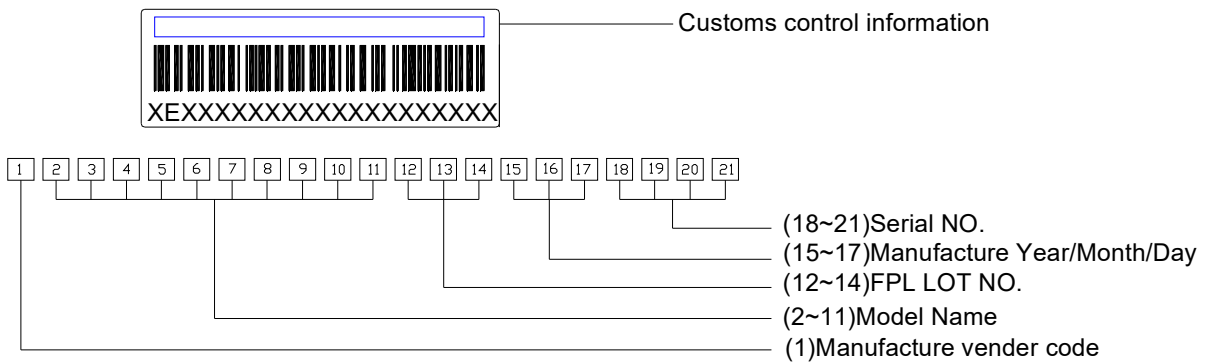 Customs control information
XEXXXXXXXXXXXXXXXXXXX
1 2 3 4 5 6 7 8 9 10 11 12 13 14 15 16 17 18 19 20 21
(18~21)Serial NO.
(15~17)Manufacture Year/Month/Day
(12~14)FPL LOT NO.
(2~11)Model Name
(1)Manufacture vender code